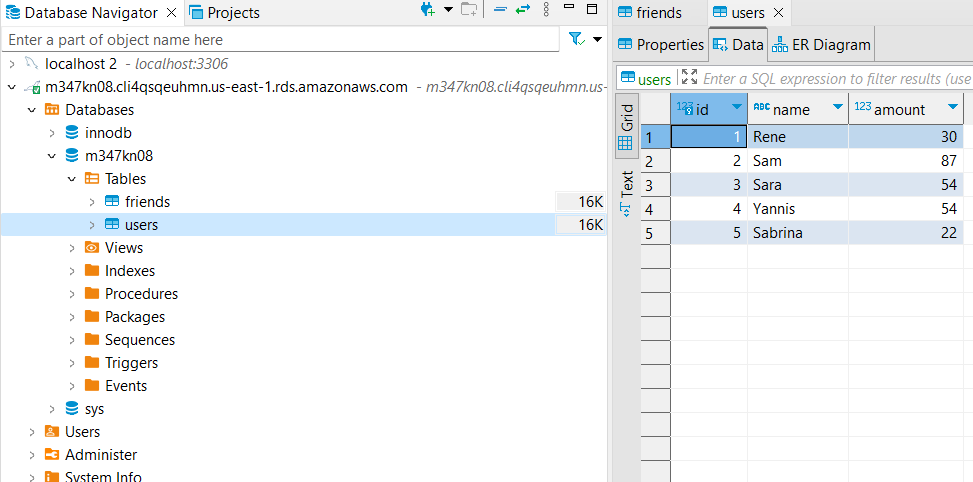 Database Navigator
Projects
Enter a part of object name here
localhost 2 - localhost:3306
m347kn08.cli4qsqeuhmn.us-east-1.rds.amazonaws.com - m347kn08.cli4qsqeuhmn.us-
Databases
innodb
m347kn08
Tables
friends 16K
users 16K
Views
Indexes
Procedures
Packages
Sequences
Triggers
Events
sys
Users
Administer
System Info
friends
users
Properties
Data
ER Diagram
users
Enter a SQL expression to filter results (use
Grid
Text
123 id ABC name 123 amount
1 1 Rene 30
2 2 Sam 87
3 3 Sara 54
4 4 Yannis 54
5 5 Sabrina 22